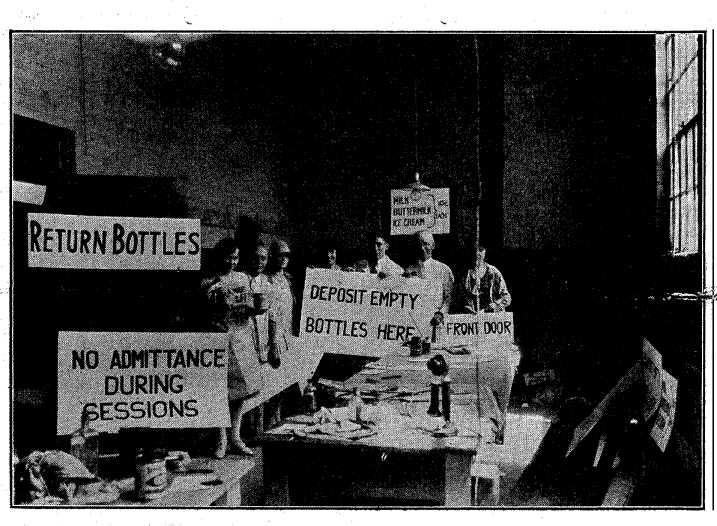 MILK
BUTTERMILK
ICE CREAM
RETURN BOTTLES
DEPOSIT EMPTY
BOTTLES HERE
FRONT DOOR
NO ADMITTANCE
DURING
SESSIONS